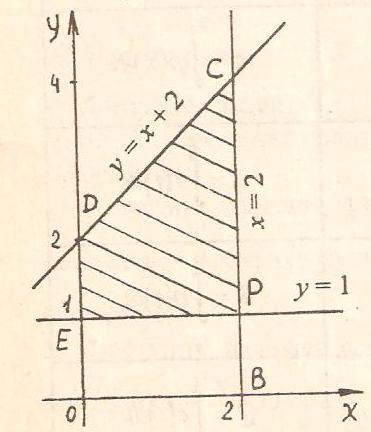 y
4
C
y = x + 2
D
x = 2
2
P
y = 1
1
E
B
0
2
x